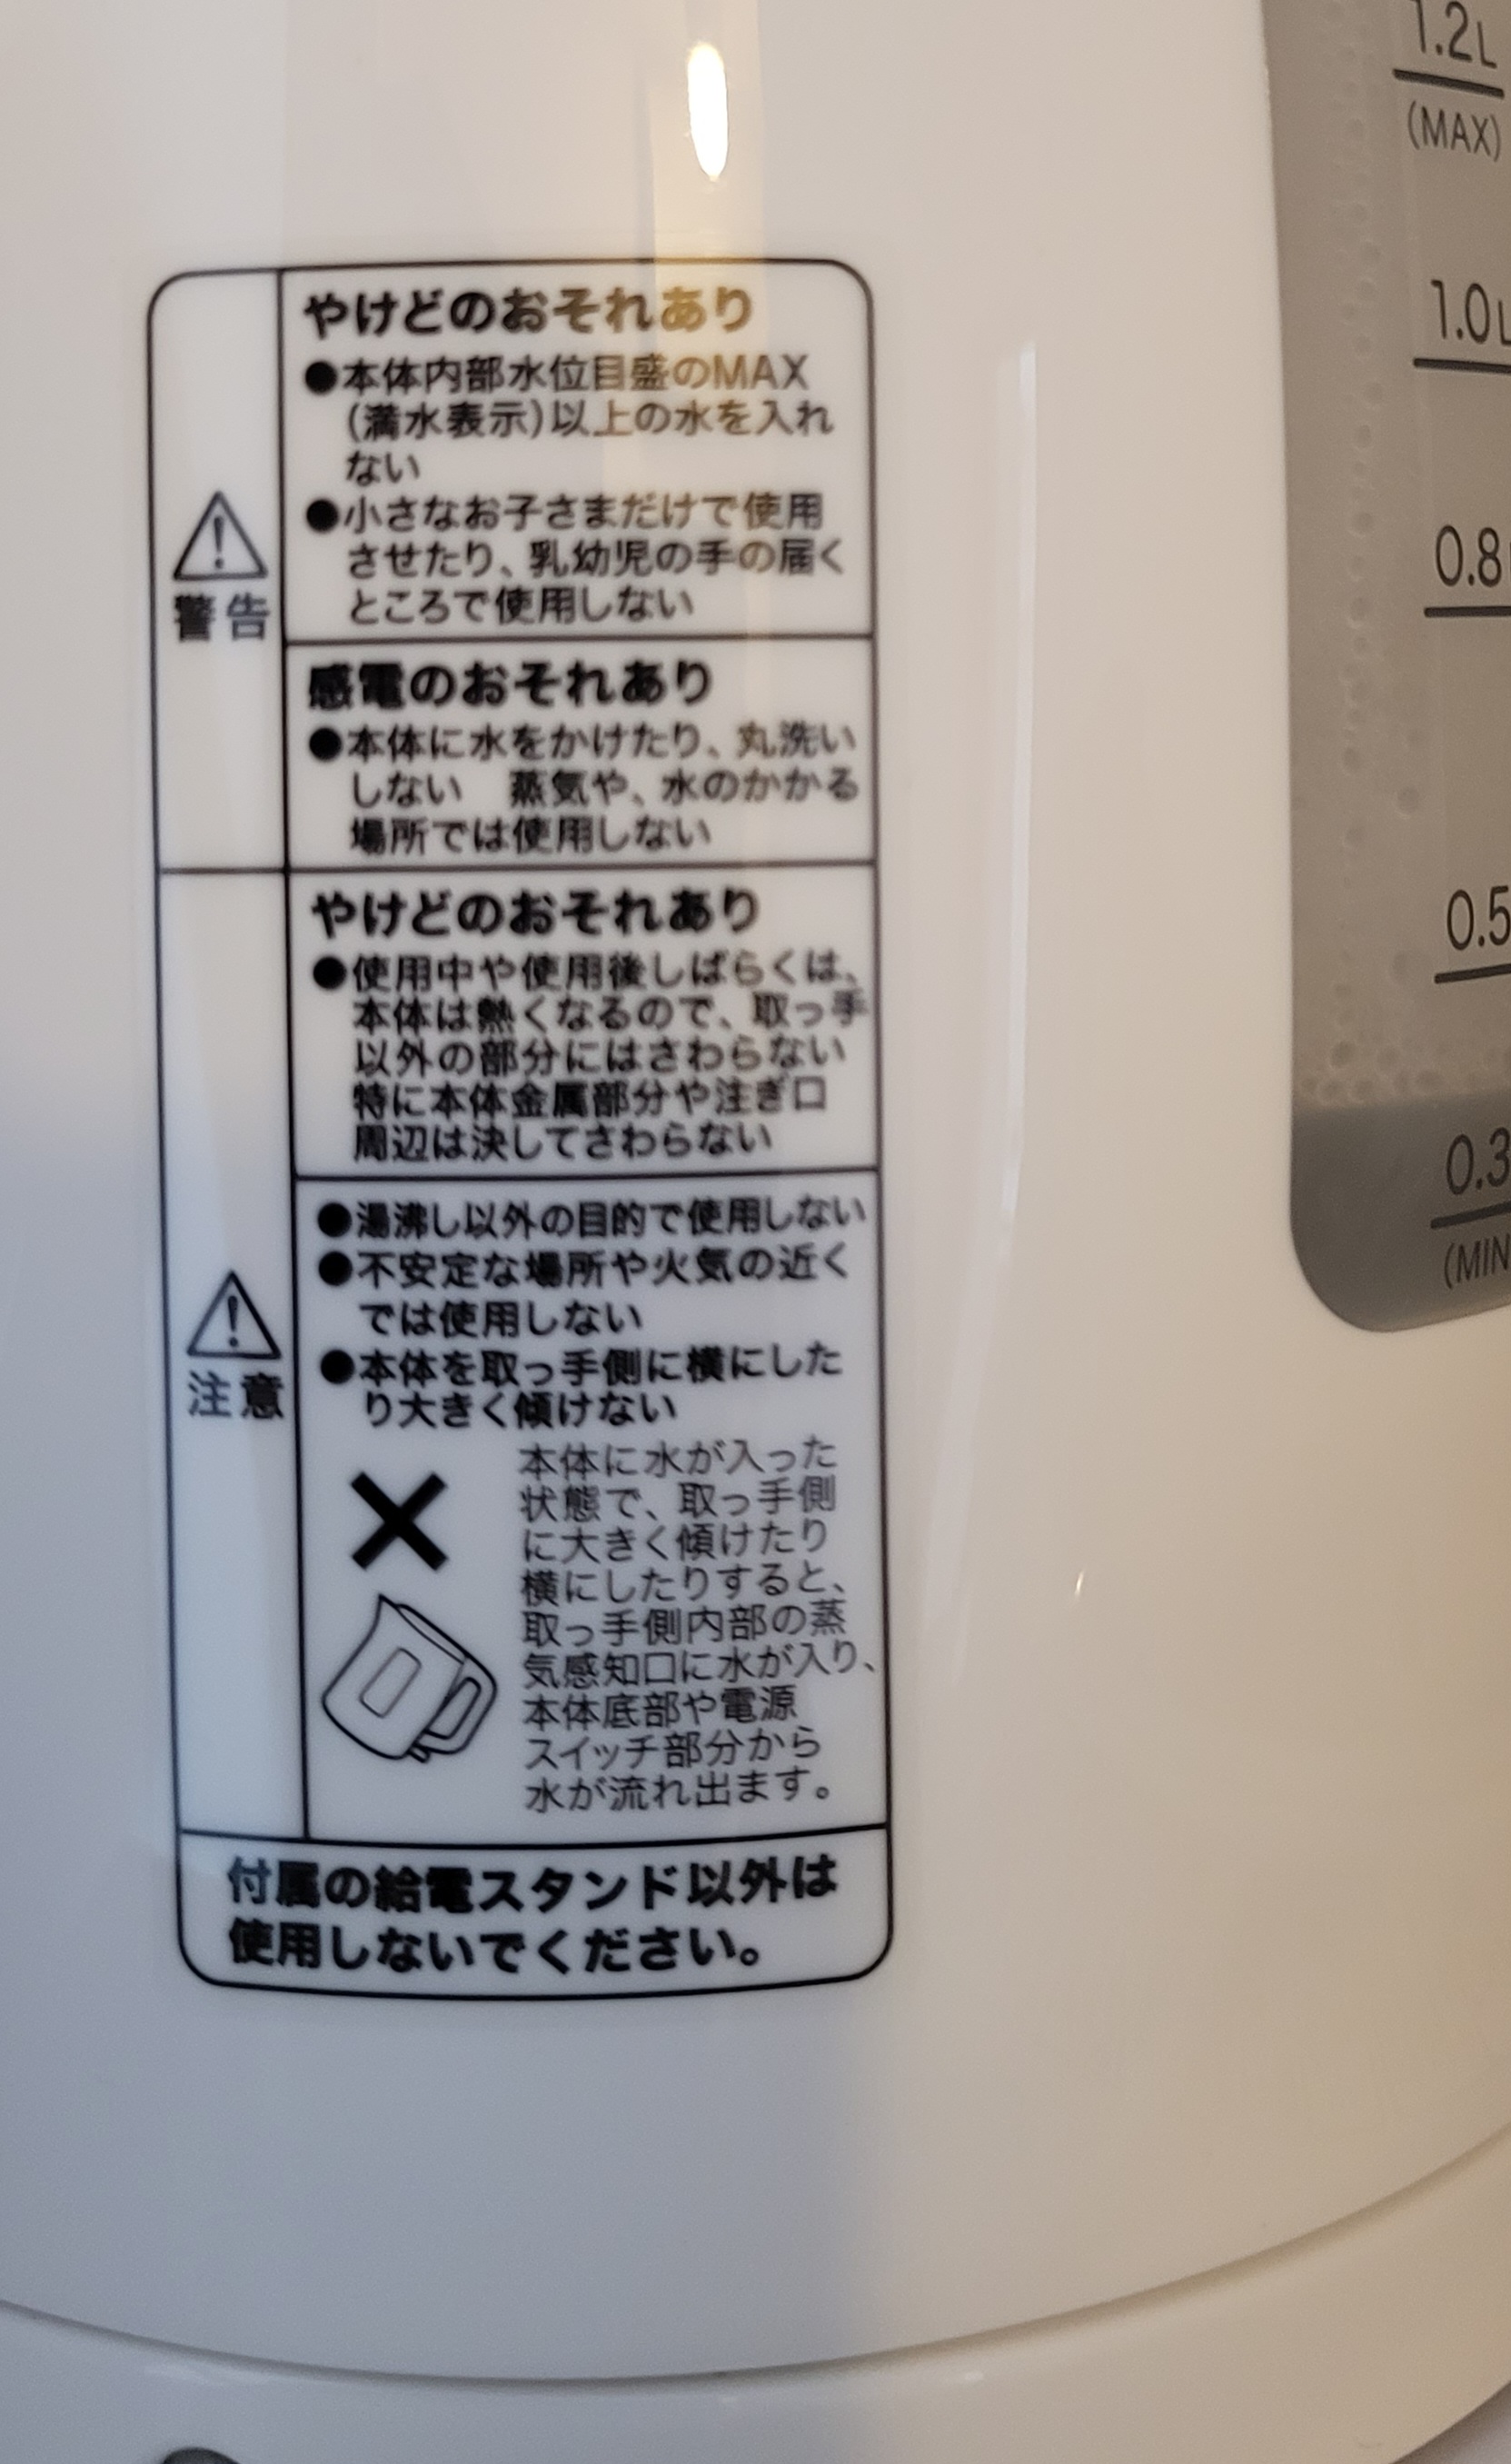 やけどのおそれあり
●本体内部水位目盛のMAX
(満水表示)以上の水を入れ
ない
●小さなお子さまだけで使用
させたり、乳幼児の手の届く
ところで使用しない
警告
感電のおそれあり
●本体に水をかけたり、丸洗い
しない　蒸気や、水のかかる
場所では使用しない
やけどのおそれあり
●使用中や使用後しばらくは、
本体は熱くなるので、取っ手
以外の部分にはさわらない
特に本体金属部分や注ぎ口
周辺は決してさわらない
●湯沸し以外の目的で使用しない
●不安定な場所や火気の近く
では使用しない
●本体を取っ手側に横にした
り大きく傾けない
注意
本体に水が入った
状態で、取っ手側
に大きく傾けたり
横にしたりすると、
取っ手側内部の蒸
気感知口に水が入り、
本体底部や電源
スイッチ部分から
水が流れ出ます。
付属の給電スタンド以外は
使用しないでください。
1.2L
(MAX)
1.0L
0.8
0.5
0.3
(MIN